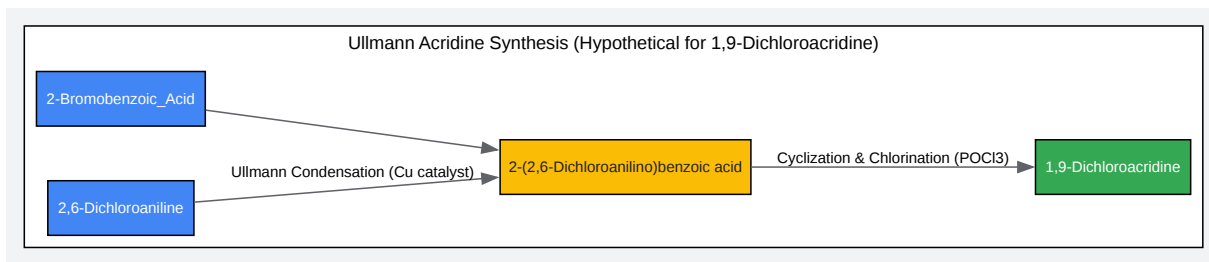 Ullmann Acridine Synthesis (Hypothetical for 1,9-Dichloroacridine)
2-Bromobenzoic_Acid
2,6-Dichloroaniline
Ullmann Condensation (Cu catalyst)
2-(2,6-Dichloroanilino)benzoic acid
Cyclization & Chlorination (POCl3)
1,9-Dichloroacridine